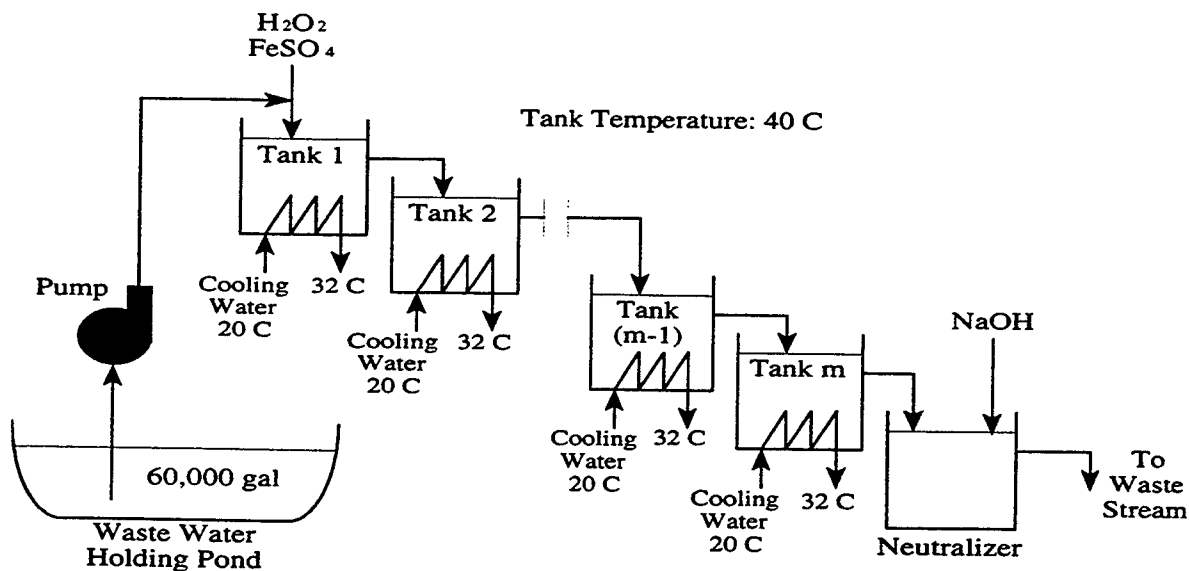 H₂O₂
FeSO₄
Tank Temperature: 40 C
Tank 1
Tank 2
Cooling
Water
20 C
32 C
Pump
Cooling
Water
20 C
32 C
Tank
(m-1)
NaOH
Tank m
Cooling
Water
20 C
32 C
60,000 gal
To
Waste
Stream
Cooling
Water
20 C
32 C
Waste Water
Holding Pond
Neutralizer